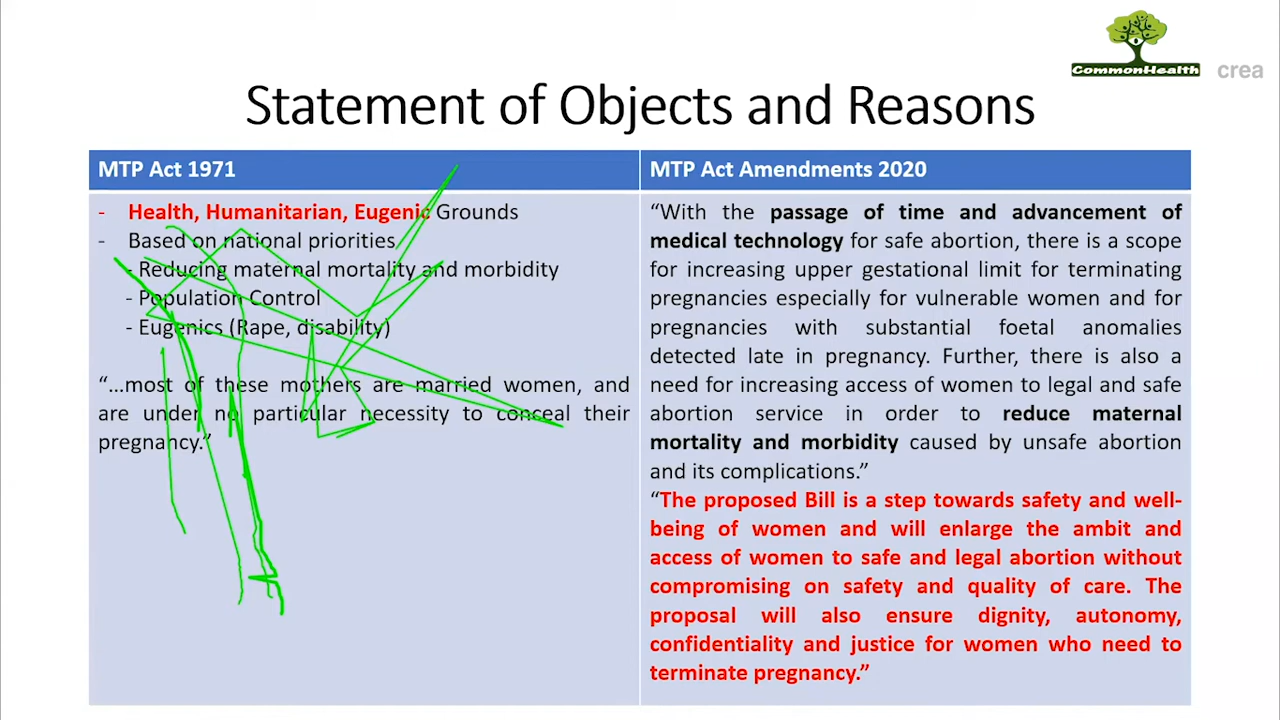 CommonHealth
crea
Statement of Objects and Reasons
MTP Act 1971
- Health, Humanitarian, Eugenic Grounds
- Based on national priorities
- Reducing maternal mortality and morbidity
- Population Control
- Eugenics (Rape, disability)
“…most of these mothers are married women, and
are under no particular necessity to conceal their
pregnancy.”
MTP Act Amendments 2020
“With the passage of time and advancement of
medical technology for safe abortion, there is a scope
for increasing upper gestational limit for terminating
pregnancies especially for vulnerable women and for
pregnancies with substantial foetal anomalies
detected late in pregnancy. Further, there is also a
need for increasing access of women to legal and safe
abortion service in order to reduce maternal
mortality and morbidity caused by unsafe abortion
and its complications.”
“The proposed Bill is a step towards safety and well-
being of women and will enlarge the ambit and
access of women to safe and legal abortion without
compromising on safety and quality of care. The
proposal will also ensure dignity, autonomy,
confidentiality and justice for women who need to
terminate pregnancy.”